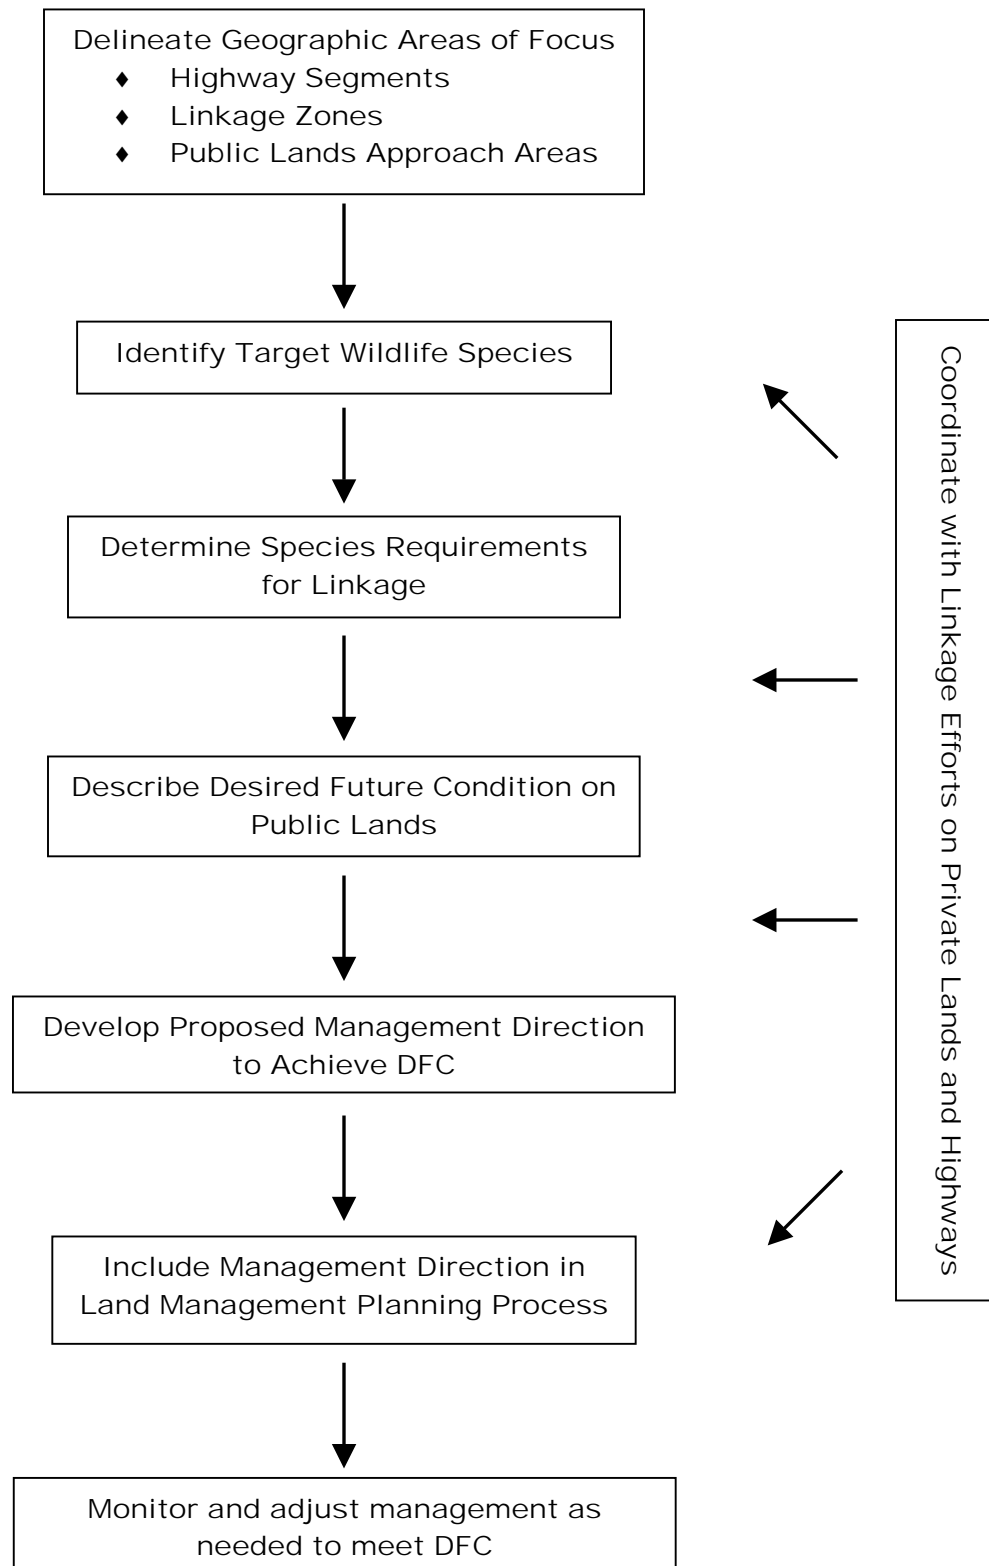 Delineate Geographic Areas of Focus
♦ Highway Segments
♦ Linkage Zones
♦ Public Lands Approach Areas
Identify Target Wildlife Species
Determine Species Requirements
for Linkage
Describe Desired Future Condition on
Public Lands
Develop Proposed Management Direction
to Achieve DFC
Include Management Direction in
Land Management Planning Process
Monitor and adjust management as
needed to meet DFC
Coordinate with Linkage Efforts on Private Lands and Highways